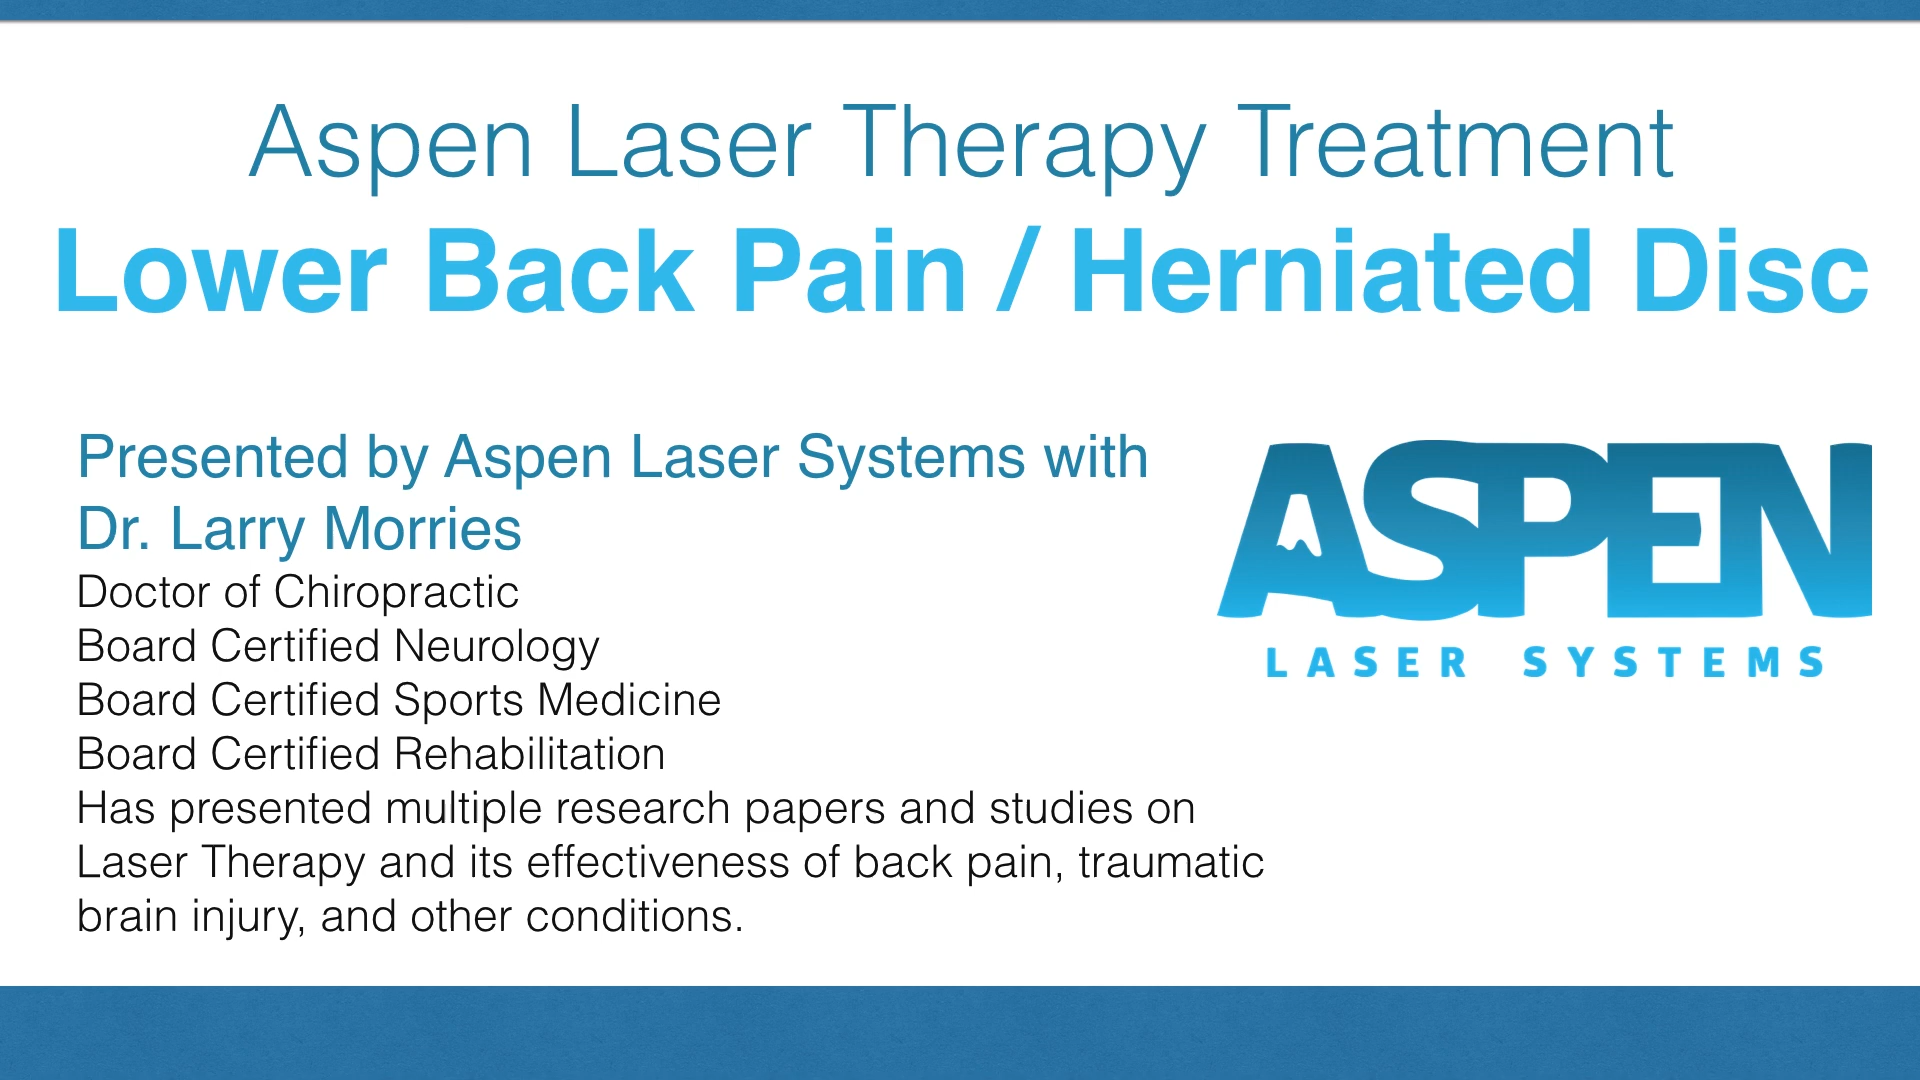 Aspen Laser Therapy Treatment
Lower Back Pain / Herniated Disc
Presented by Aspen Laser Systems with
Dr. Larry Morries
Doctor of Chiropractic
Board Certified Neurology
Board Certified Sports Medicine
Board Certified Rehabilitation
Has presented multiple research papers and studies on
Laser Therapy and its effectiveness of back pain, traumatic
brain injury, and other conditions.
ASPEN
LASER SYSTEMS